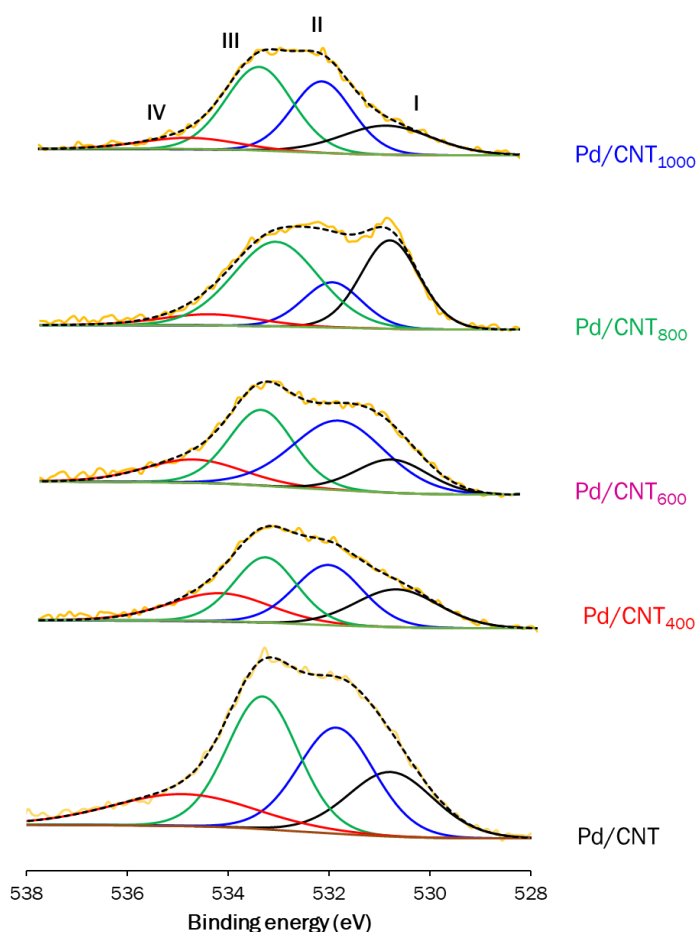 III
II
IV
I
Pd/CNT₁₀₀₀
Pd/CNT₈₀₀
Pd/CNT₆₀₀
Pd/CNT₄₀₀
Pd/CNT
538 536 534 532 530 528
Binding energy (eV)